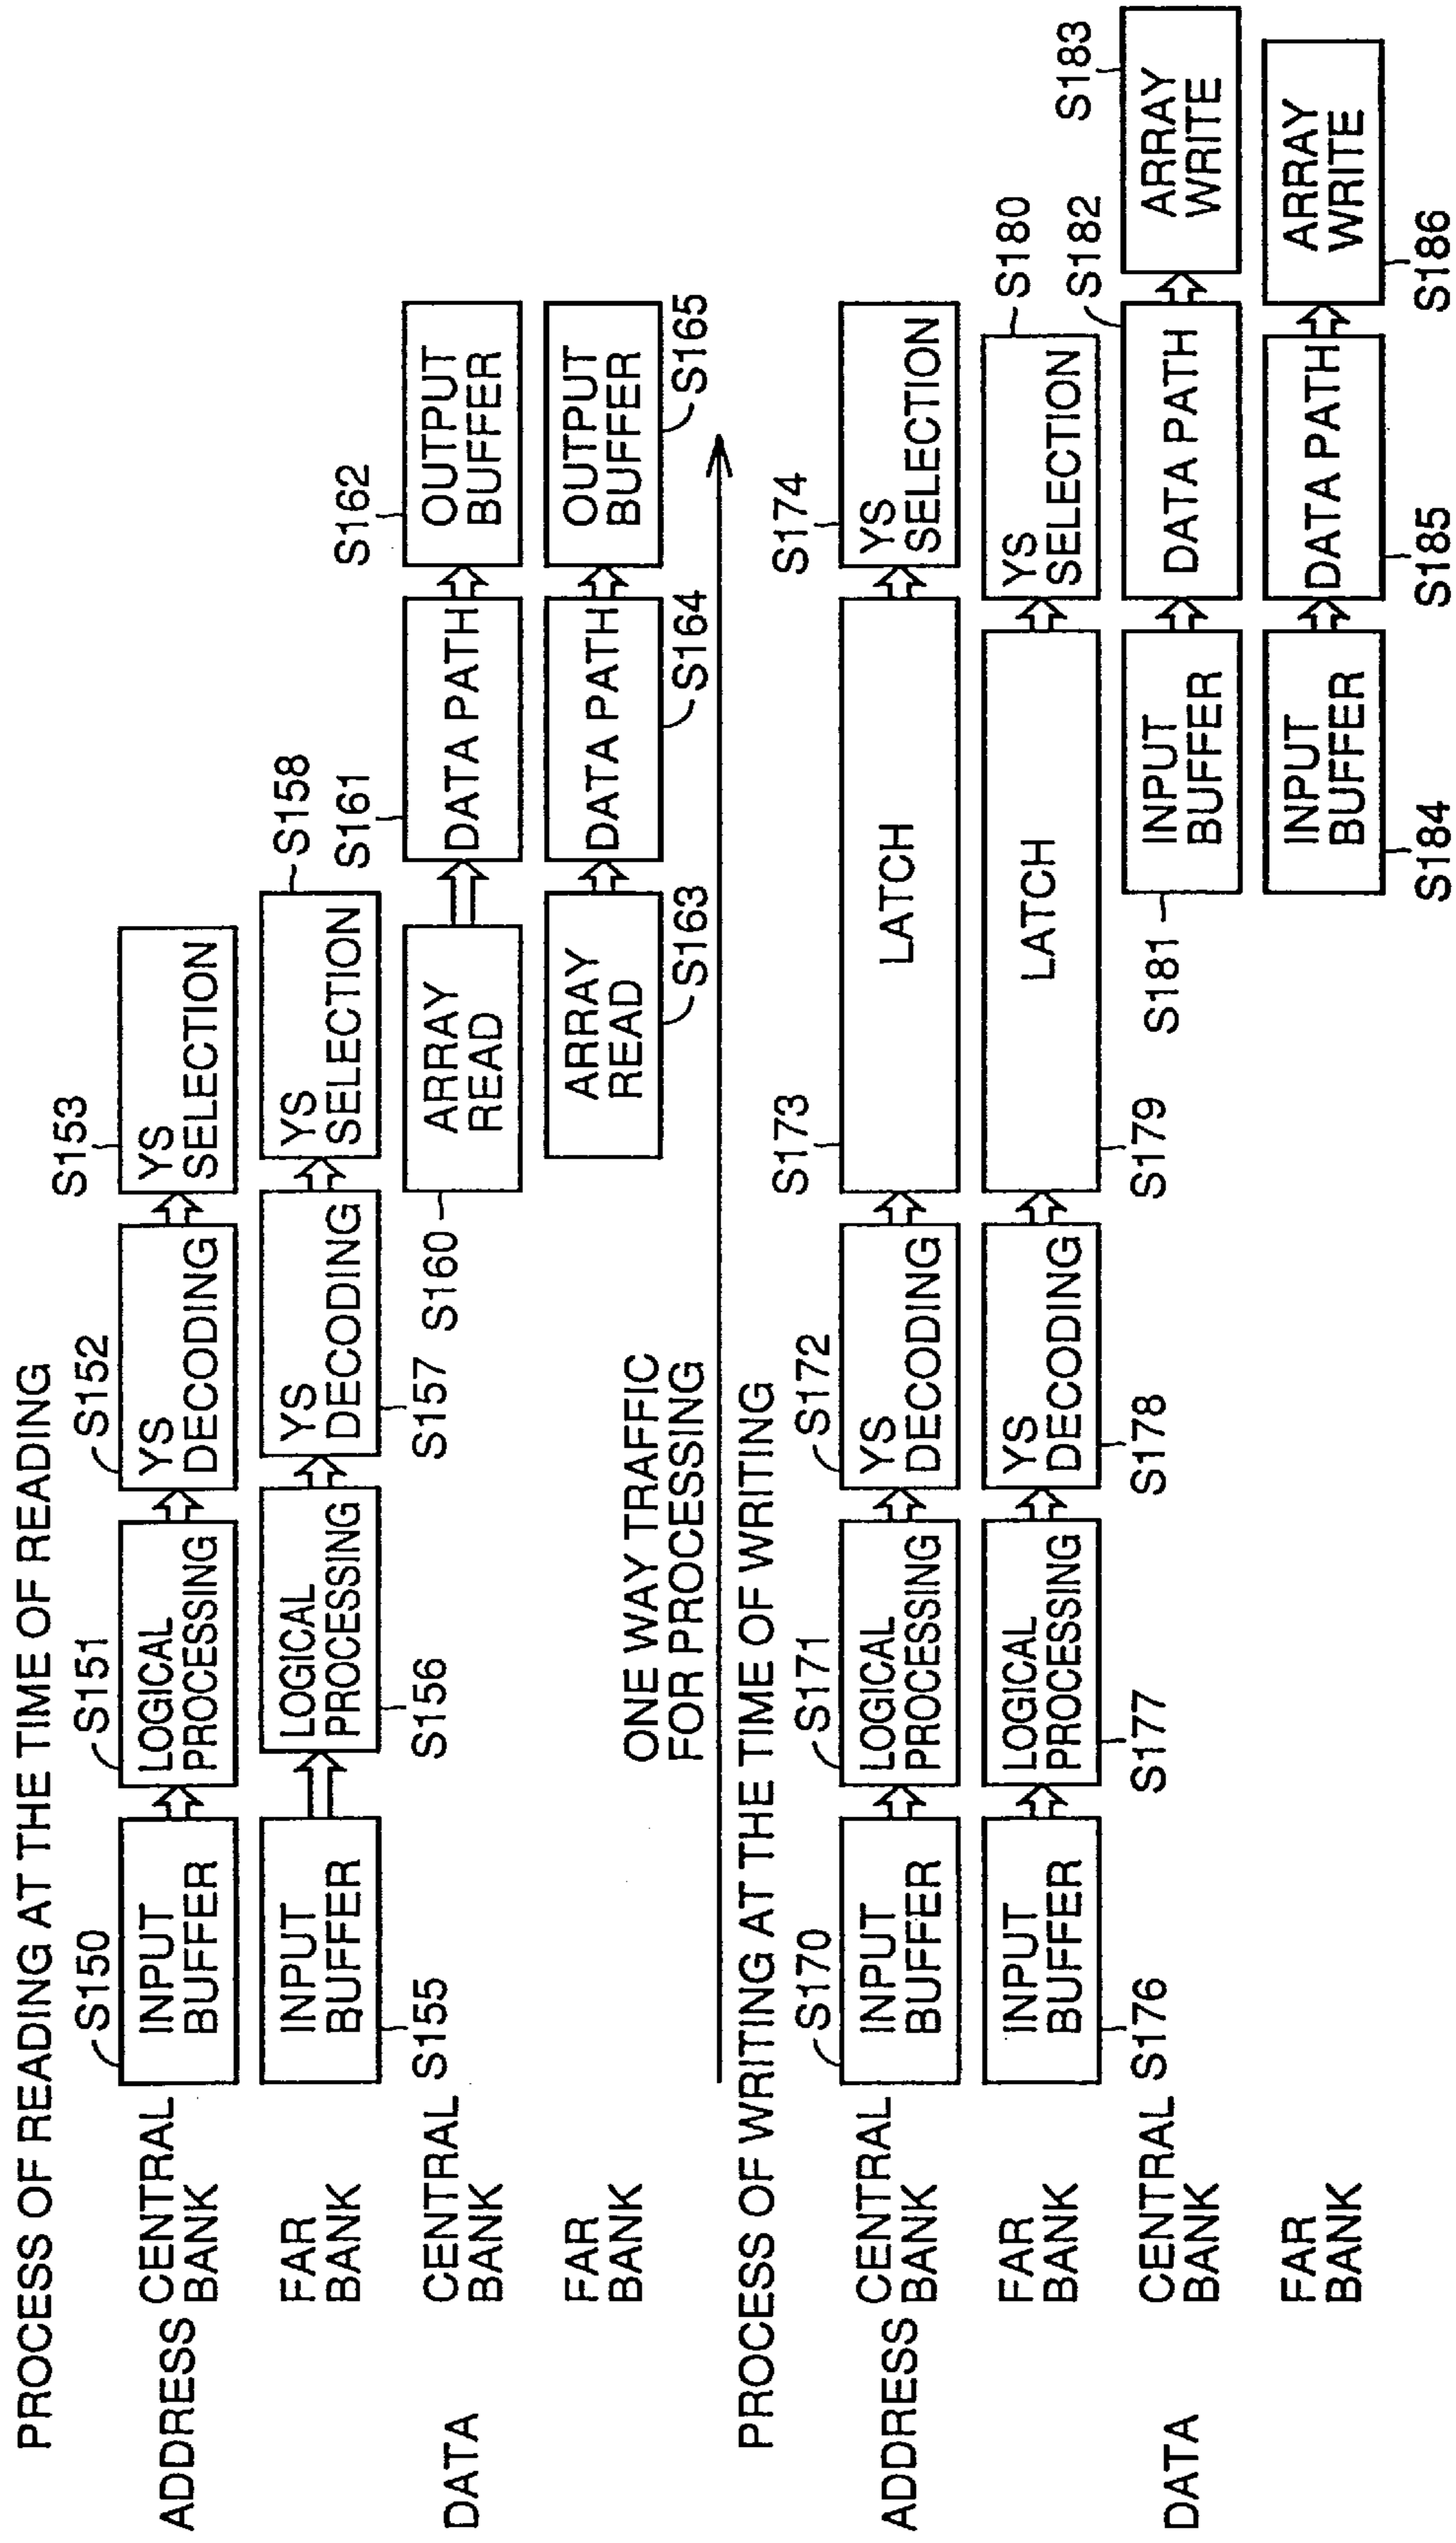 PROCESS OF READING AT THE TIME OF READING
S150
S151
S152
S153
ADDRESS
CENTRAL
BANK
INPUT
BUFFER
LOGICAL
PROCESSING
YS
DECODING
YS
SELECTION
S158
FAR
BANK
INPUT
BUFFER
LOGICAL
PROCESSING
YS
DECODING
YS
SELECTION
S155
S156
S157
S160
S161
S162
DATA
CENTRAL
BANK
ARRAY
READ
DATA PATH
OUTPUT
BUFFER
FAR
BANK
ARRAY
READ
DATA PATH
OUTPUT
BUFFER
S163
S164
S165
ONE WAY TRAFFIC
FOR PROCESSING
PROCESS OF WRITING AT THE TIME OF WRITING
S170
S171
S172
S173
S174
ADDRESS
CENTRAL
BANK
INPUT
BUFFER
LOGICAL
PROCESSING
YS
DECODING
LATCH
YS
SELECTION
FAR
BANK
INPUT
BUFFER
LOGICAL
PROCESSING
YS
DECODING
LATCH
YS
SELECTION
S180
S176
S177
S178
S179
S181
S182
S183
DATA
CENTRAL
BANK
INPUT
BUFFER
DATA PATH
ARRAY
WRITE
FAR
BANK
INPUT
BUFFER
DATA PATH
ARRAY
WRITE
S184
S185
S186